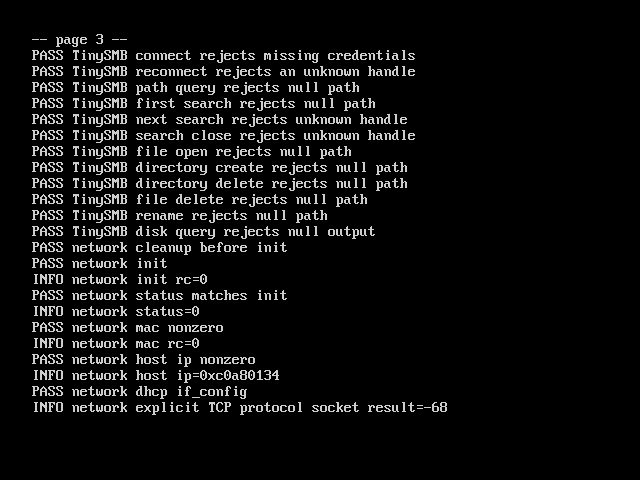 -- page 3 --
PASS TinySMB connect rejects missing credentials
PASS TinySMB reconnect rejects an unknown handle
PASS TinySMB path query rejects null path
PASS TinySMB first search rejects null path
PASS TinySMB next search rejects unknown handle
PASS TinySMB search close rejects unknown handle
PASS TinySMB file open rejects null path
PASS TinySMB directory create rejects null path
PASS TinySMB directory delete rejects null path
PASS TinySMB file delete rejects null path
PASS TinySMB rename rejects null path
PASS TinySMB disk query rejects null output
PASS network cleanup before init
PASS network init
INFO network init rc=0
PASS network status matches init
INFO network status=0
PASS network mac nonzero
INFO network mac rc=0
PASS network host ip nonzero
INFO network host ip=0xc0a80134
PASS network dhcp if_config
INFO network explicit TCP protocol socket result=-68